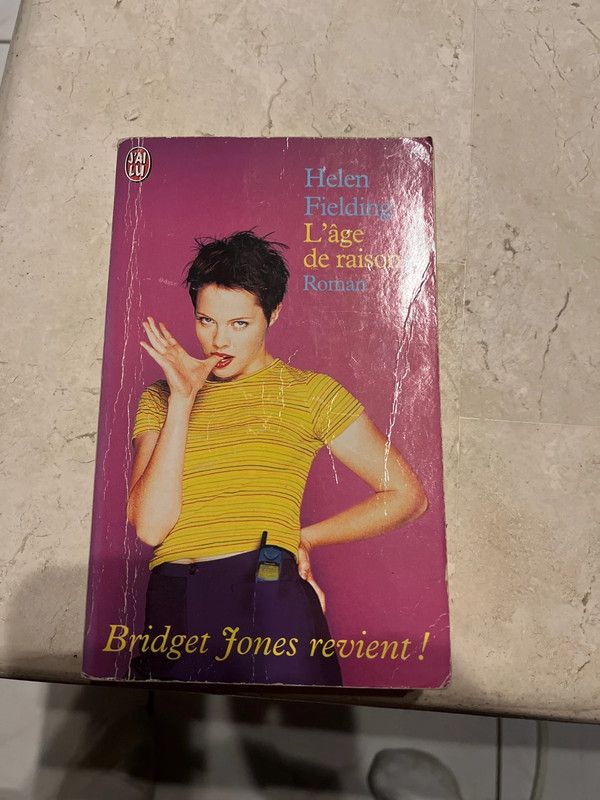 J'AI
LU
Helen
Fielding
L'âge
de raison
Roman
Bridget Jones revient !